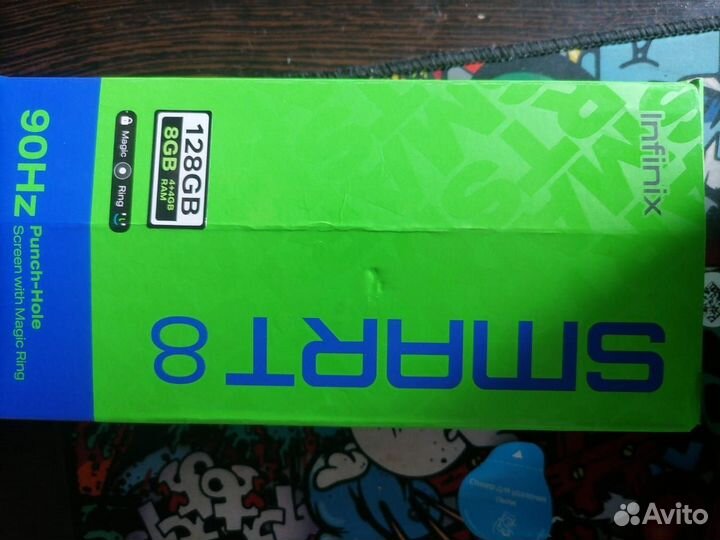 Infinix
SMART 8
128GB
8GB 4+4GB
RAM
Magic Ring
90Hz Punch-Hole
Screen with Magic Ring
Avito